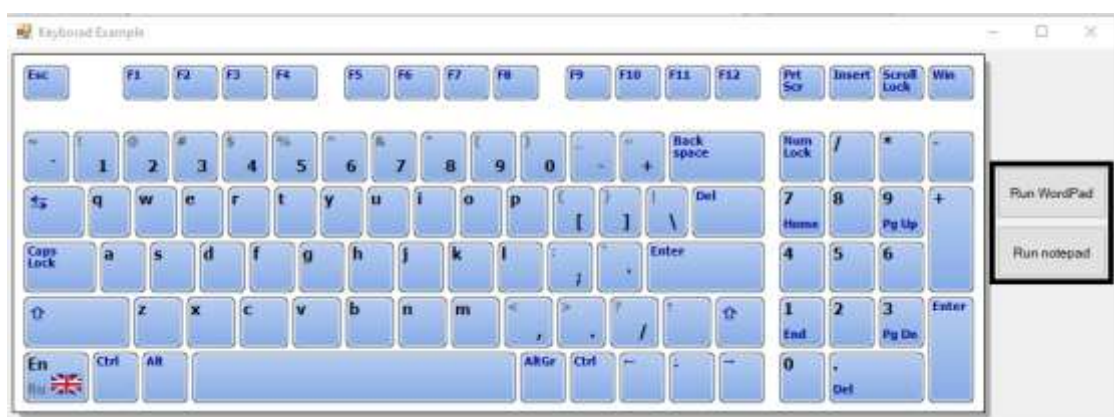 Keyborad Example
Esc F1 F2 F3 F4 F5 F6 F7 F8 F9 F10 F11 F12 Prt Scr Insert Scroll Lock Win
~ ` ! 1 @ 2 # 3 $ 4 % 5 ^ 6 & 7 * 8 ( 9 ) 0 _ - + Back space Num Lock / * -
q w e r t y u i o p { [ } ] | \ Del 7 Home 8 9 Pg Up +
Caps Lock a s d f g h j k l : ; Enter 4 5 6
z x c v b n m < , > . ? / 1 End 2 3 Pg Dn Enter
En Ru Ctrl Alt AltGr Ctrl 0 . Del
Run WordPad
Run notepad